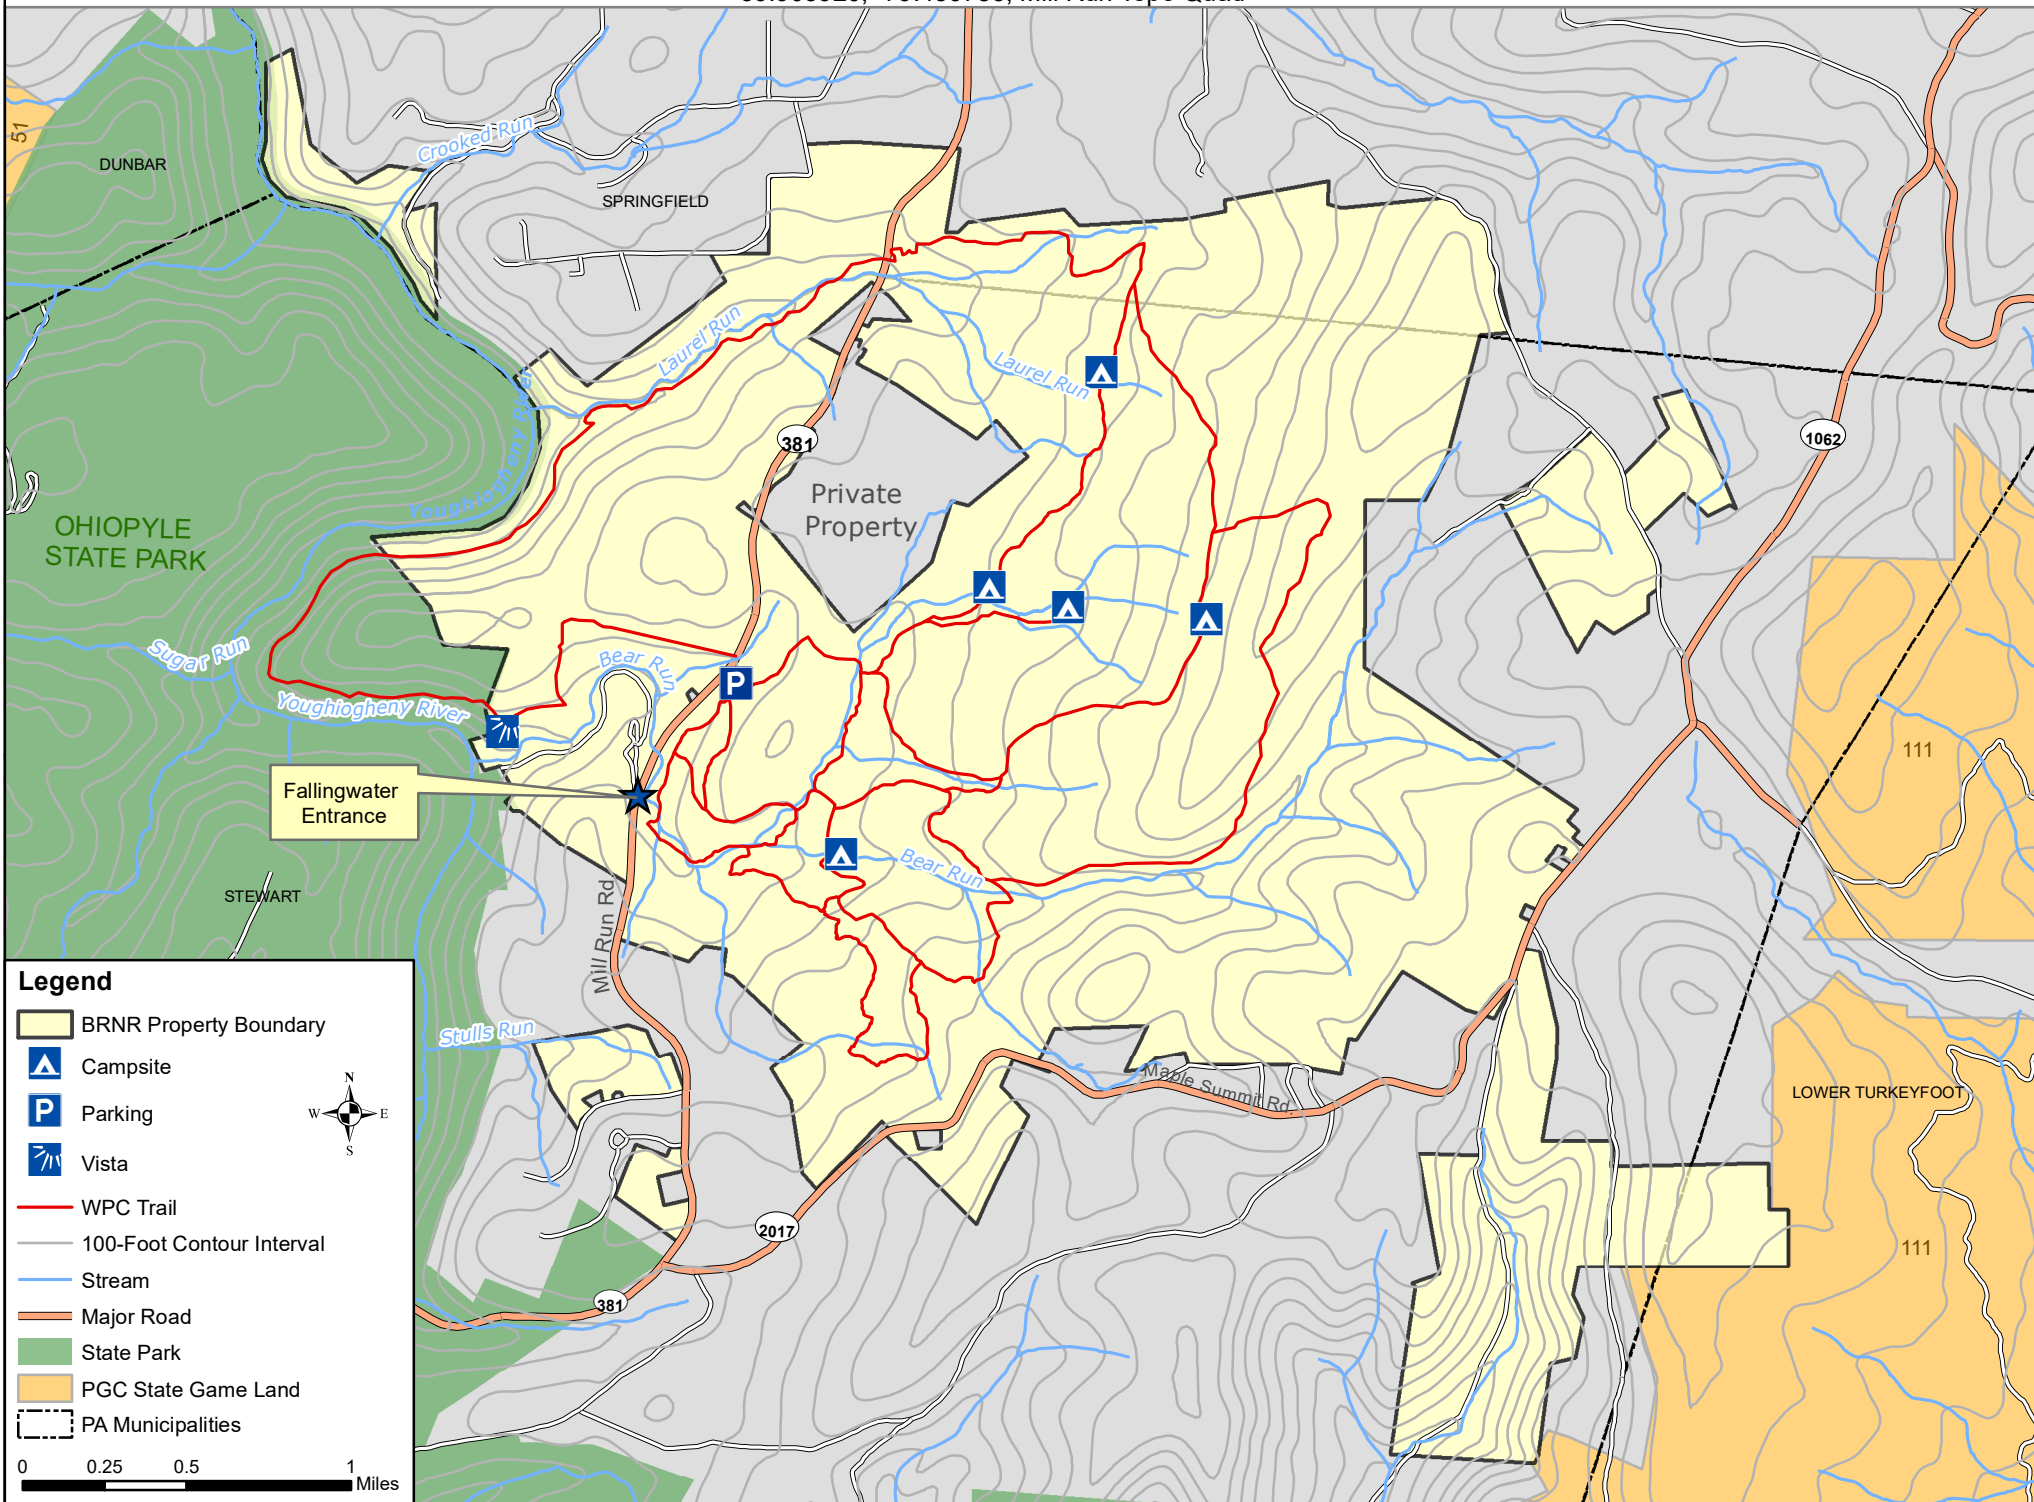 51
DUNBAR
Crooked Run
SPRINGFIELD
Laurel Run
Laurel Run
381
1062
Private
Property
Youghiogheny River
OHIOPYLE
STATE PARK
Sugar Run
Bear Run
P
Youghiogheny River
111
Fallingwater
Entrance
Bear Run
STEWART
Mill Run Rd
Stulls Run
Maple Summit Rd.
LOWER TURKEYFOOT
2017
111
381
Legend
BRNR Property Boundary
Campsite
P
Parking
Vista
WPC Trail
100-Foot Contour Interval
Stream
Major Road
State Park
PGC State Game Land
PA Municipalities
N
W
E
S
0
0.25
0.5
1
Miles